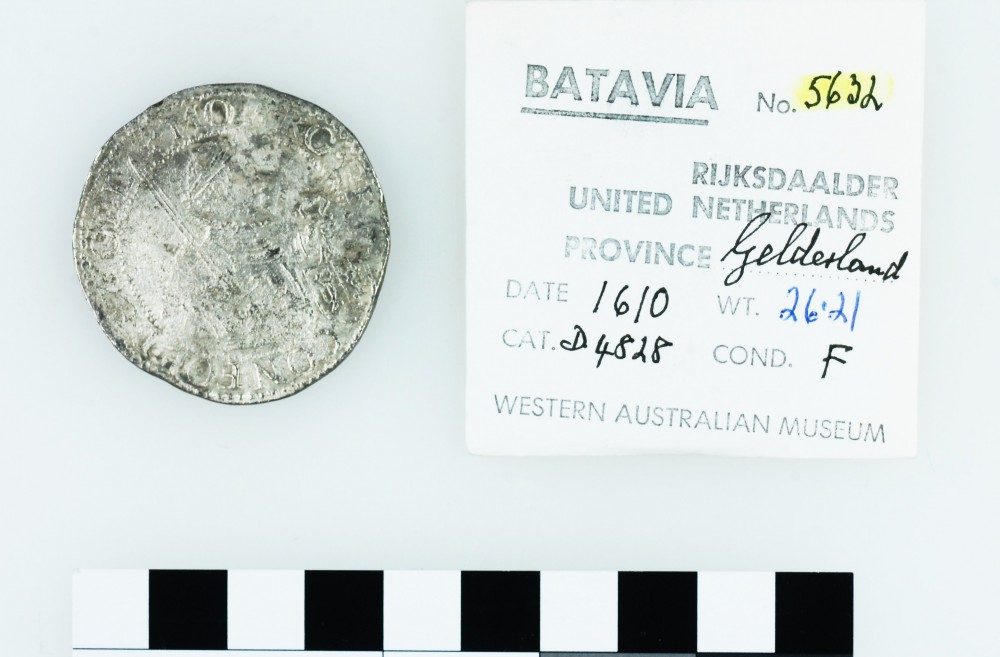 BATAVIA No. 5632
RIJKSDAALDER
UNITED NETHERLANDS
PROVINCE Gelderland
DATE 1610 WT. 26.21
CAT. D4828 COND. F
WESTERN AUSTRALIAN MUSEUM